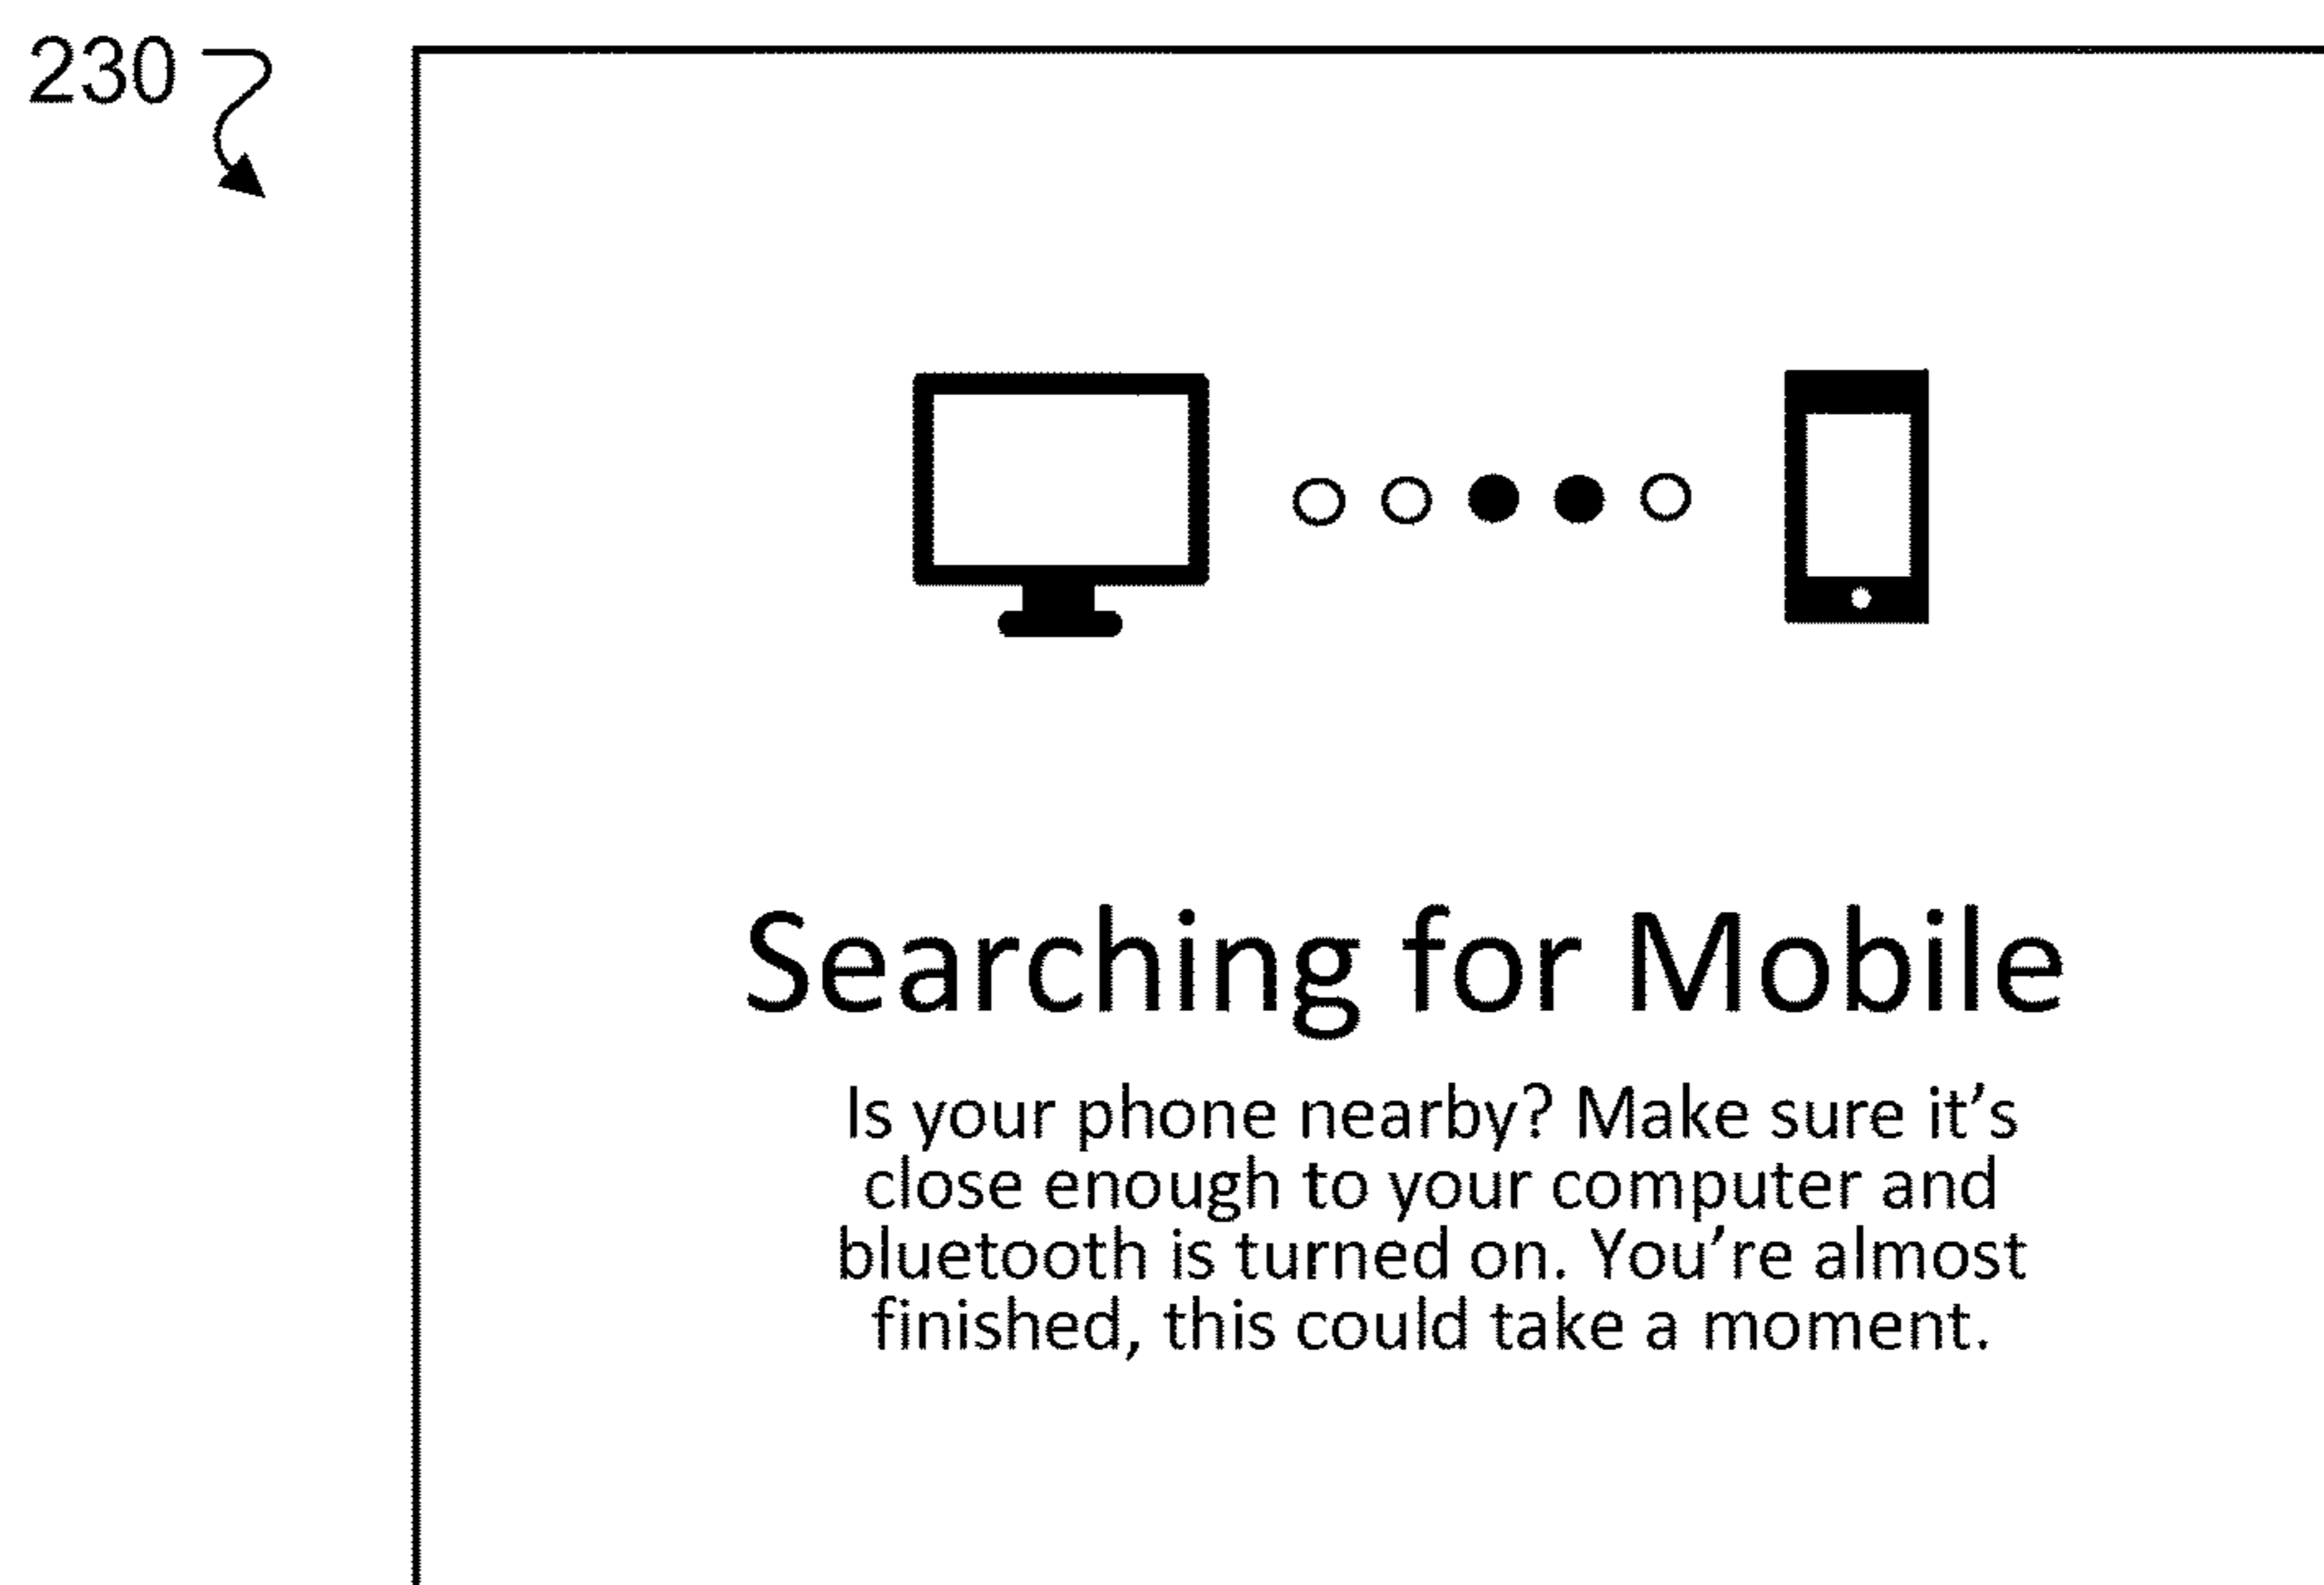 230
Searching for Mobile
Is your phone nearby? Make sure it's
close enough to your computer and
bluetooth is turned on. You're almost
finished, this could take a moment.